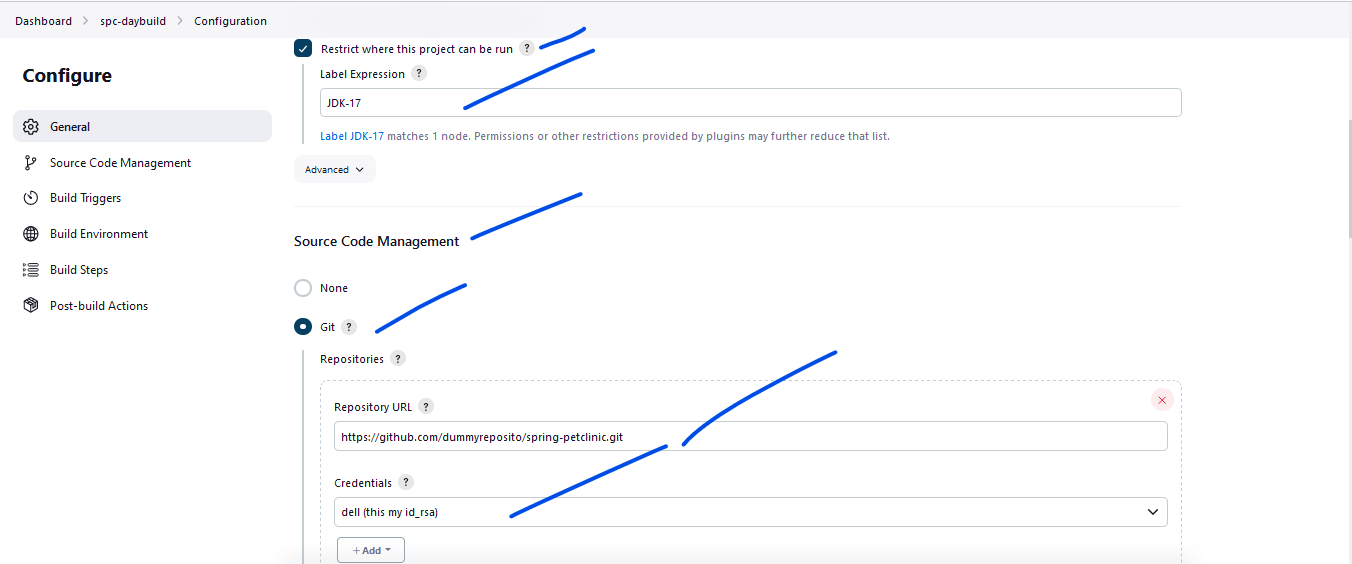 Dashboard > spc-daybuild > Configuration
Configure
General
Source Code Management
Build Triggers
Build Environment
Build Steps
Post-build Actions
Restrict where this project can be run ?
Label Expression ?
JDK-17
Label JDK-17 matches 1 node. Permissions or other restrictions provided by plugins may further reduce that list.
Advanced
Source Code Management
None
Git ?
Repositories ?
Repository URL ?
https://github.com/dummyreposito/spring-petclinic.git
Credentials ?
dell (this my id_rsa)
+ Add